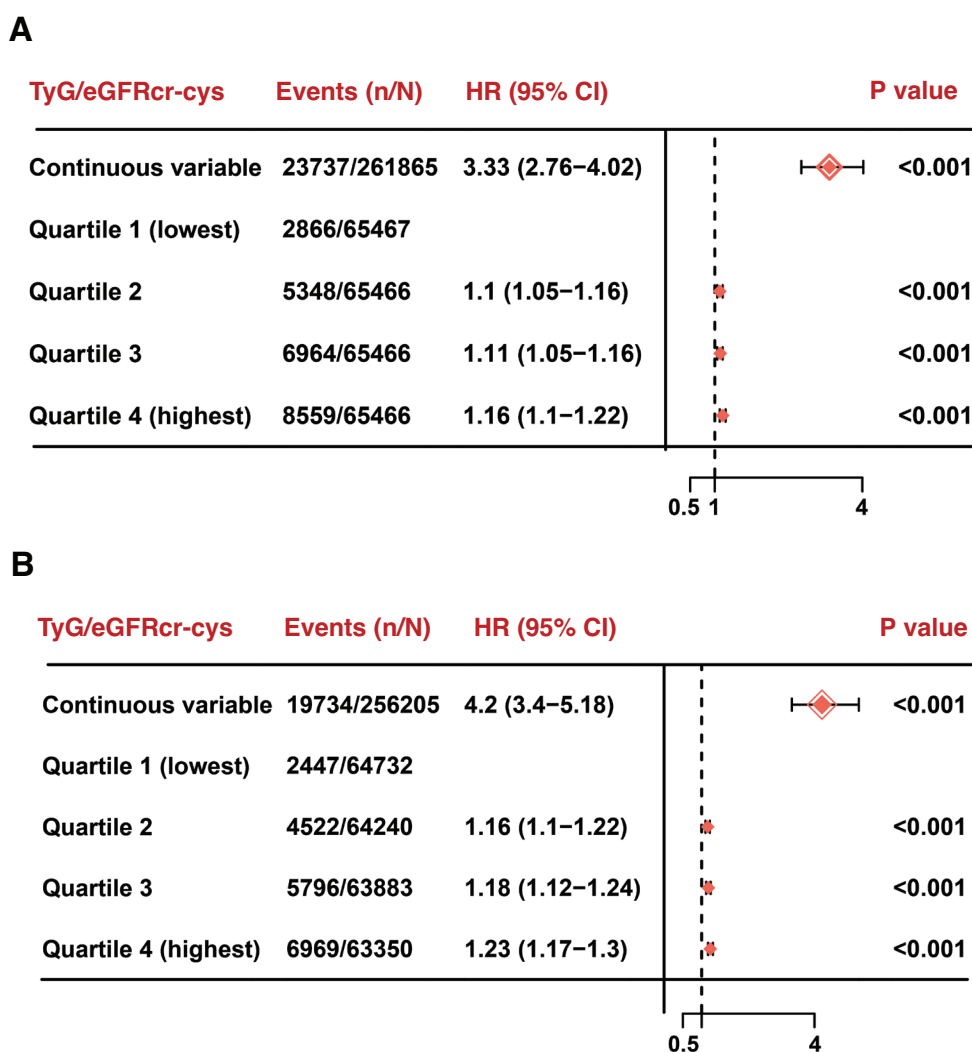 A
TyG/eGFRcr-cys Events (n/N) HR (95% CI) P value
Continuous variable 23737/261865 3.33 (2.76−4.02) <0.001
Quartile 1 (lowest) 2866/65467
Quartile 2 5348/65466 1.1 (1.05−1.16) <0.001
Quartile 3 6964/65466 1.11 (1.05−1.16) <0.001
Quartile 4 (highest) 8559/65466 1.16 (1.1−1.22) <0.001
0.5 1 4
B
TyG/eGFRcr-cys Events (n/N) HR (95% CI) P value
Continuous variable 19734/256205 4.2 (3.4−5.18) <0.001
Quartile 1 (lowest) 2447/64732
Quartile 2 4522/64240 1.16 (1.1−1.22) <0.001
Quartile 3 5796/63883 1.18 (1.12−1.24) <0.001
Quartile 4 (highest) 6969/63350 1.23 (1.17−1.3) <0.001
0.5 4